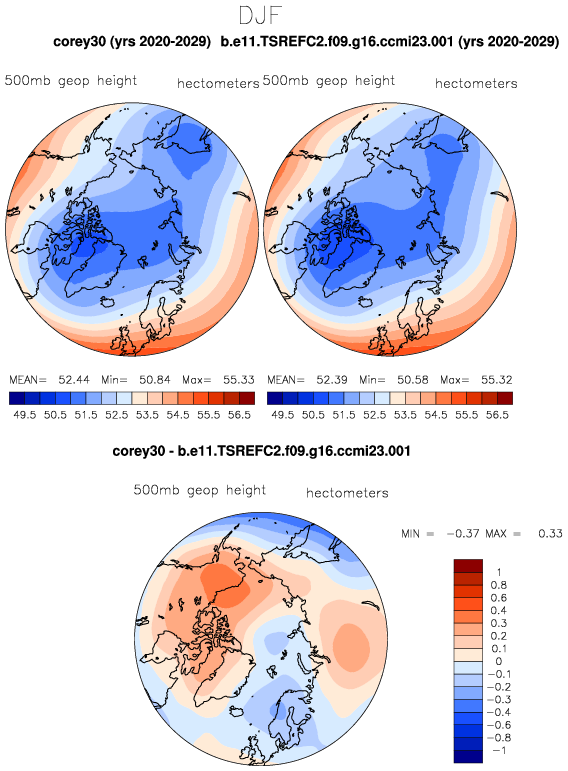 DJF
corey30 (yrs 2020-2029) b.e11.TSREFC2.f09.g16.ccmi23.001 (yrs 2020-2029)
500mb geop height hectometers 500mb geop height hectometers
MEAN= 52.44 Min= 50.84 Max= 55.33 MEAN= 52.39 Min= 50.58 Max= 55.32
49.5 50.5 51.5 52.5 53.5 54.5 55.5 56.5 49.5 50.5 51.5 52.5 53.5 54.5 55.5 56.5
corey30 - b.e11.TSREFC2.f09.g16.ccmi23.001
500mb geop height hectometers
MIN = -0.37 MAX = 0.33
1
0.8
0.6
0.4
0.3
0.2
0.1
0
-0.1
-0.2
-0.3
-0.4
-0.6
-0.8
-1